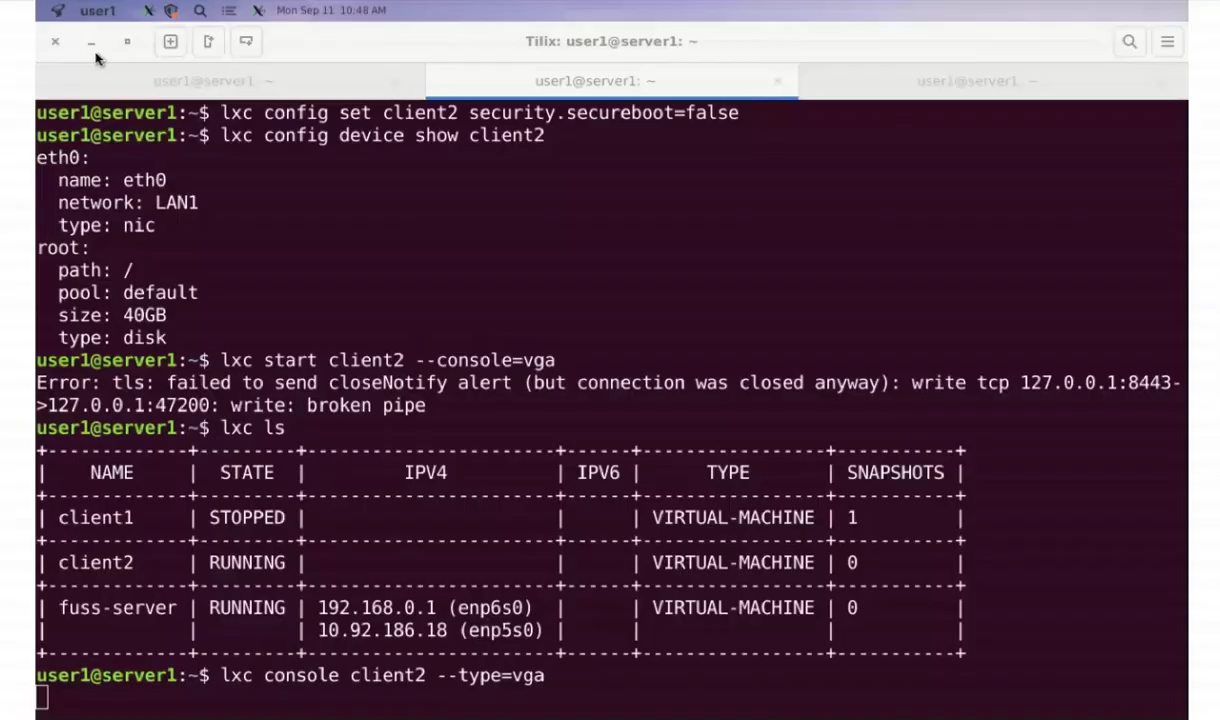 user1 Mon Sep 11 10:48 AM
Tilix: user1@server1: ~
user1@server1: ~ user1@server1: ~ user1@server1: ~
user1@server1:~$ lxc config set client2 security.secureboot=false
user1@server1:~$ lxc config device show client2
eth0:
  name: eth0
  network: LAN1
  type: nic
root:
  path: /
  pool: default
  size: 40GB
  type: disk
user1@server1:~$ lxc start client2 --console=vga
Error: tls: failed to send closeNotify alert (but connection was closed anyway): write tcp 127.0.0.1:8443-
>127.0.0.1:47200: write: broken pipe
user1@server1:~$ lxc ls
+-------------+---------+-----------------------+------+-----------------+-----------+
|    NAME     |  STATE  |         IPV4          | IPV6 |      TYPE       | SNAPSHOTS |
+-------------+---------+-----------------------+------+-----------------+-----------+
| client1     | STOPPED |                       |      | VIRTUAL-MACHINE | 1         |
+-------------+---------+-----------------------+------+-----------------+-----------+
| client2     | RUNNING |                       |      | VIRTUAL-MACHINE | 0         |
+-------------+---------+-----------------------+------+-----------------+-----------+
| fuss-server | RUNNING | 192.168.0.1 (enp6s0)  |      | VIRTUAL-MACHINE | 0         |
|             |         | 10.92.186.18 (enp5s0) |      |                 |           |
+-------------+---------+-----------------------+------+-----------------+-----------+
user1@server1:~$ lxc console client2 --type=vga